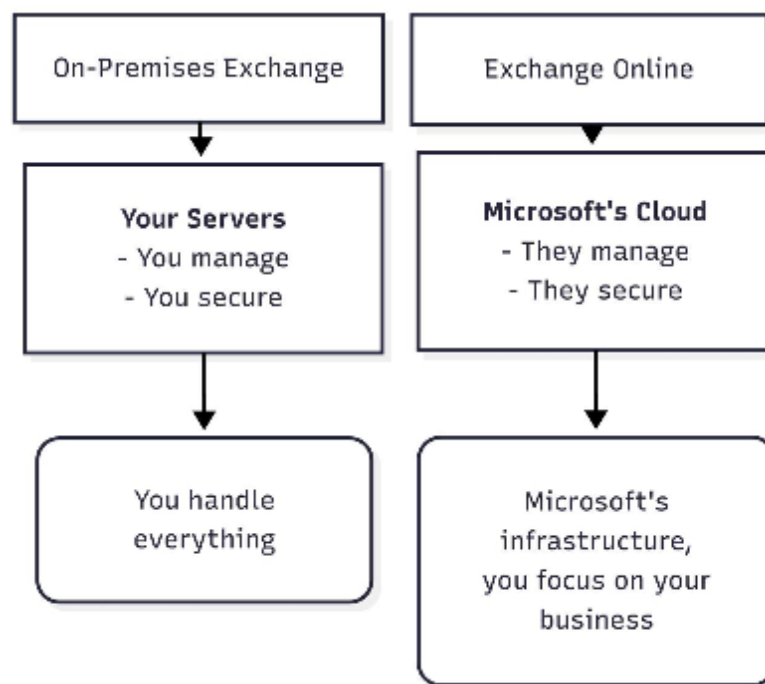 On-Premises Exchange
Your Servers
- You manage
- You secure
You handle
everything
Exchange Online
Microsoft's Cloud
- They manage
- They secure
Microsoft's
infrastructure,
you focus on your
business